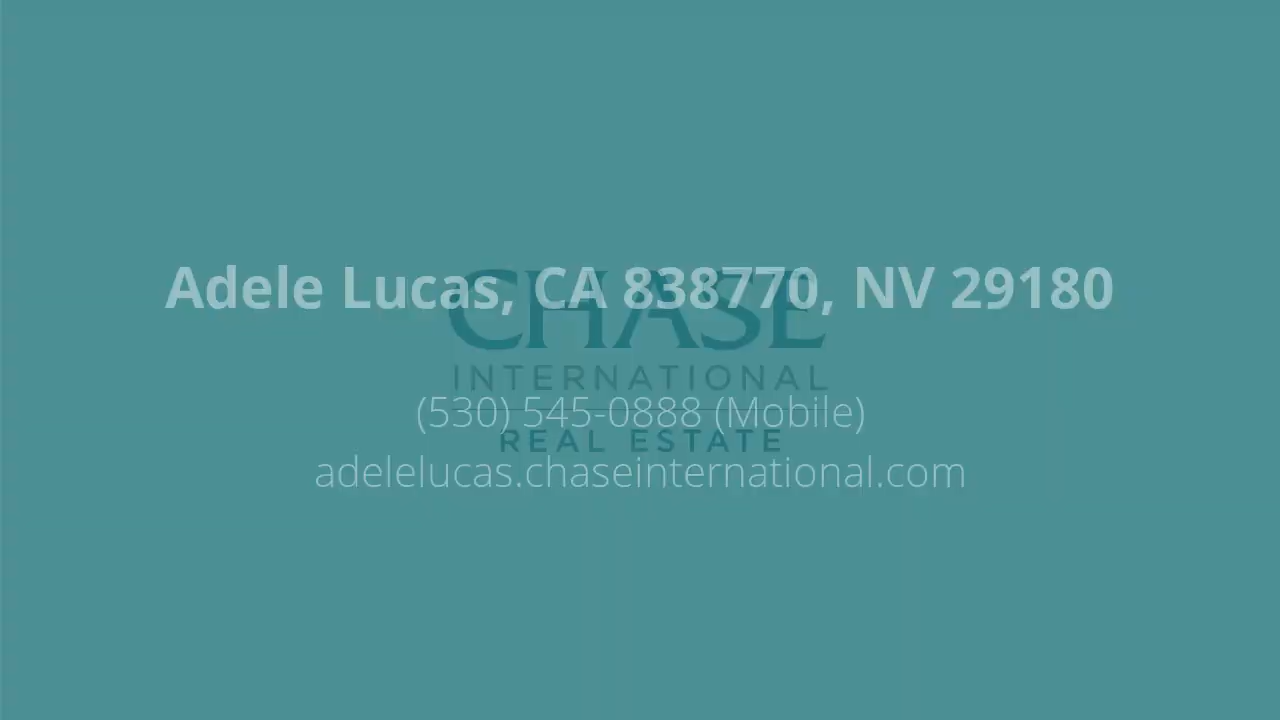 Adele Lucas, CA 838770, NV 29180
CHASE
INTERNATIONAL
(530) 545-0888 (Mobile)
REAL ESTATE
adelelucas.chaseinternational.com